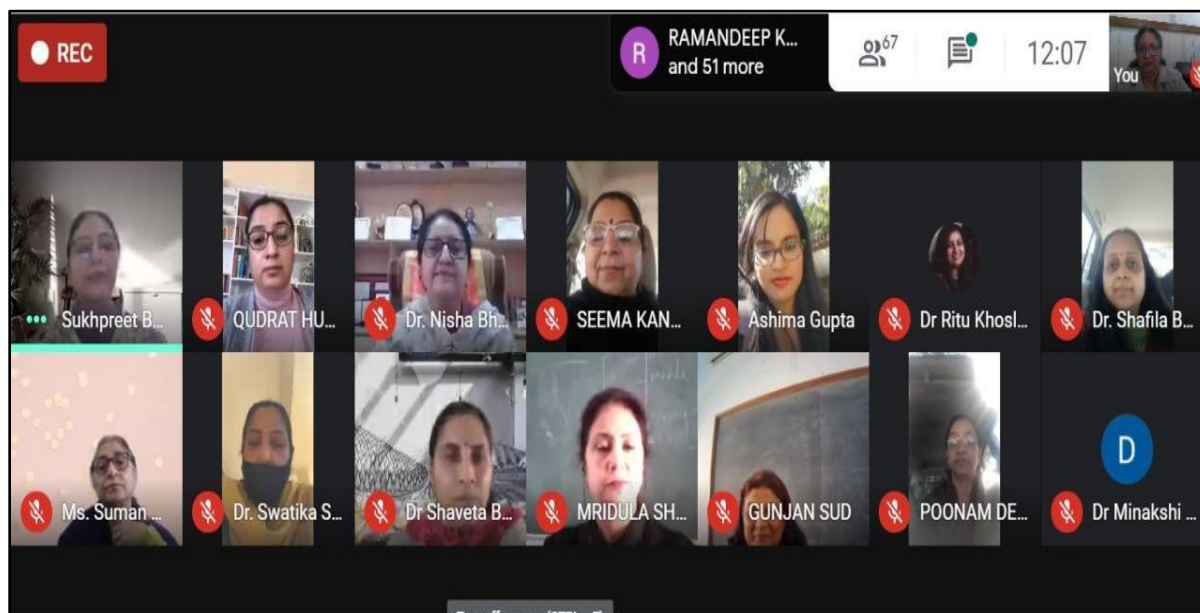 REC
RAMANDEEP K...
and 51 more
67
12:07
R
You
Sukhpreet B...
QUDRAT HU...
Dr. Nisha Bh...
SEEMA KAN...
Ashima Gupta
Dr Ritu Khosl...
Dr. Shafila B...
Ms. Suman ...
Dr. Swatika S...
Dr Shaveta B...
MRIDULA SH...
GUNJAN SUD
POONAM DE...
D
Dr Minakshi ...